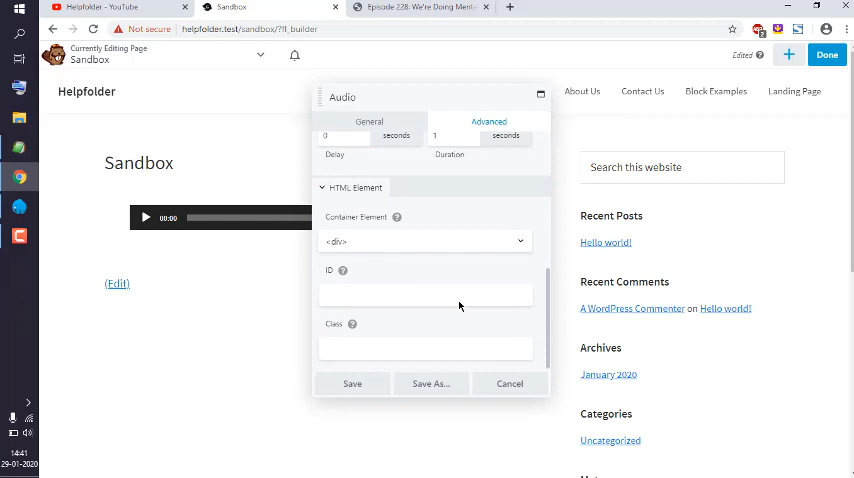 Helpfolder - YouTube
Sandbox
Episode 228: We're Doing Ment
Not secure
helpfolder.test/sandbox/?fl_builder
2
Currently Editing Page
Sandbox
Edited
Done
Helpfolder
About Us
Contact Us
Block Examples
Landing Page
Audio
General
Advanced
0
seconds
1
seconds
Delay
Duration
HTML Element
Container Element
<div>
ID
Class
Save
Save As...
Cancel
Sandbox
00:00
(Edit)
Search this website
Recent Posts
Hello world!
Recent Comments
A WordPress Commenter on Hello world!
Archives
January 2020
Categories
Uncategorized
14:41
29-01-2020